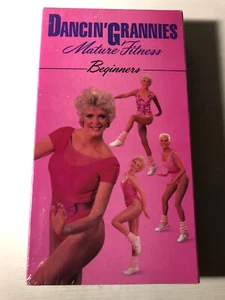 DANCIN' GRANNIES
Mature Fitness
Beginners